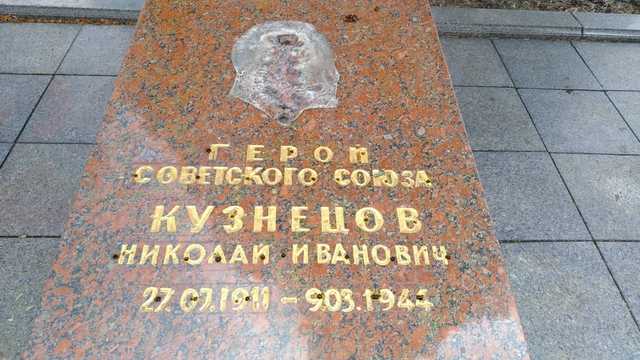 ГЕРОЙ
СОВЕТСКОГО СОЮЗА
КУЗНЕЦОВ
НИКОЛАЙ ИВАНОВИЧ
27.07.1911 - 9.03.1944